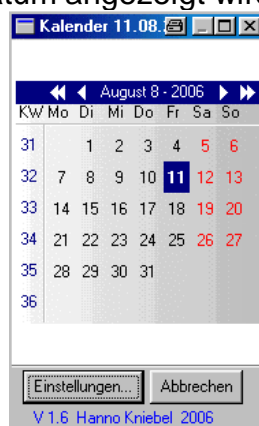 atum angezeigt wir
Kalender 11.08.
August 8 - 2006
KW Mo Di Mi Do Fr Sa So
31 1 2 3 4 5 6
32 7 8 9 10 11 12 13
33 14 15 16 17 18 19 20
34 21 22 23 24 25 26 27
35 28 29 30 31
36
Einstellungen... Abbrechen
V 1.6 Hanno Kniebel 2006